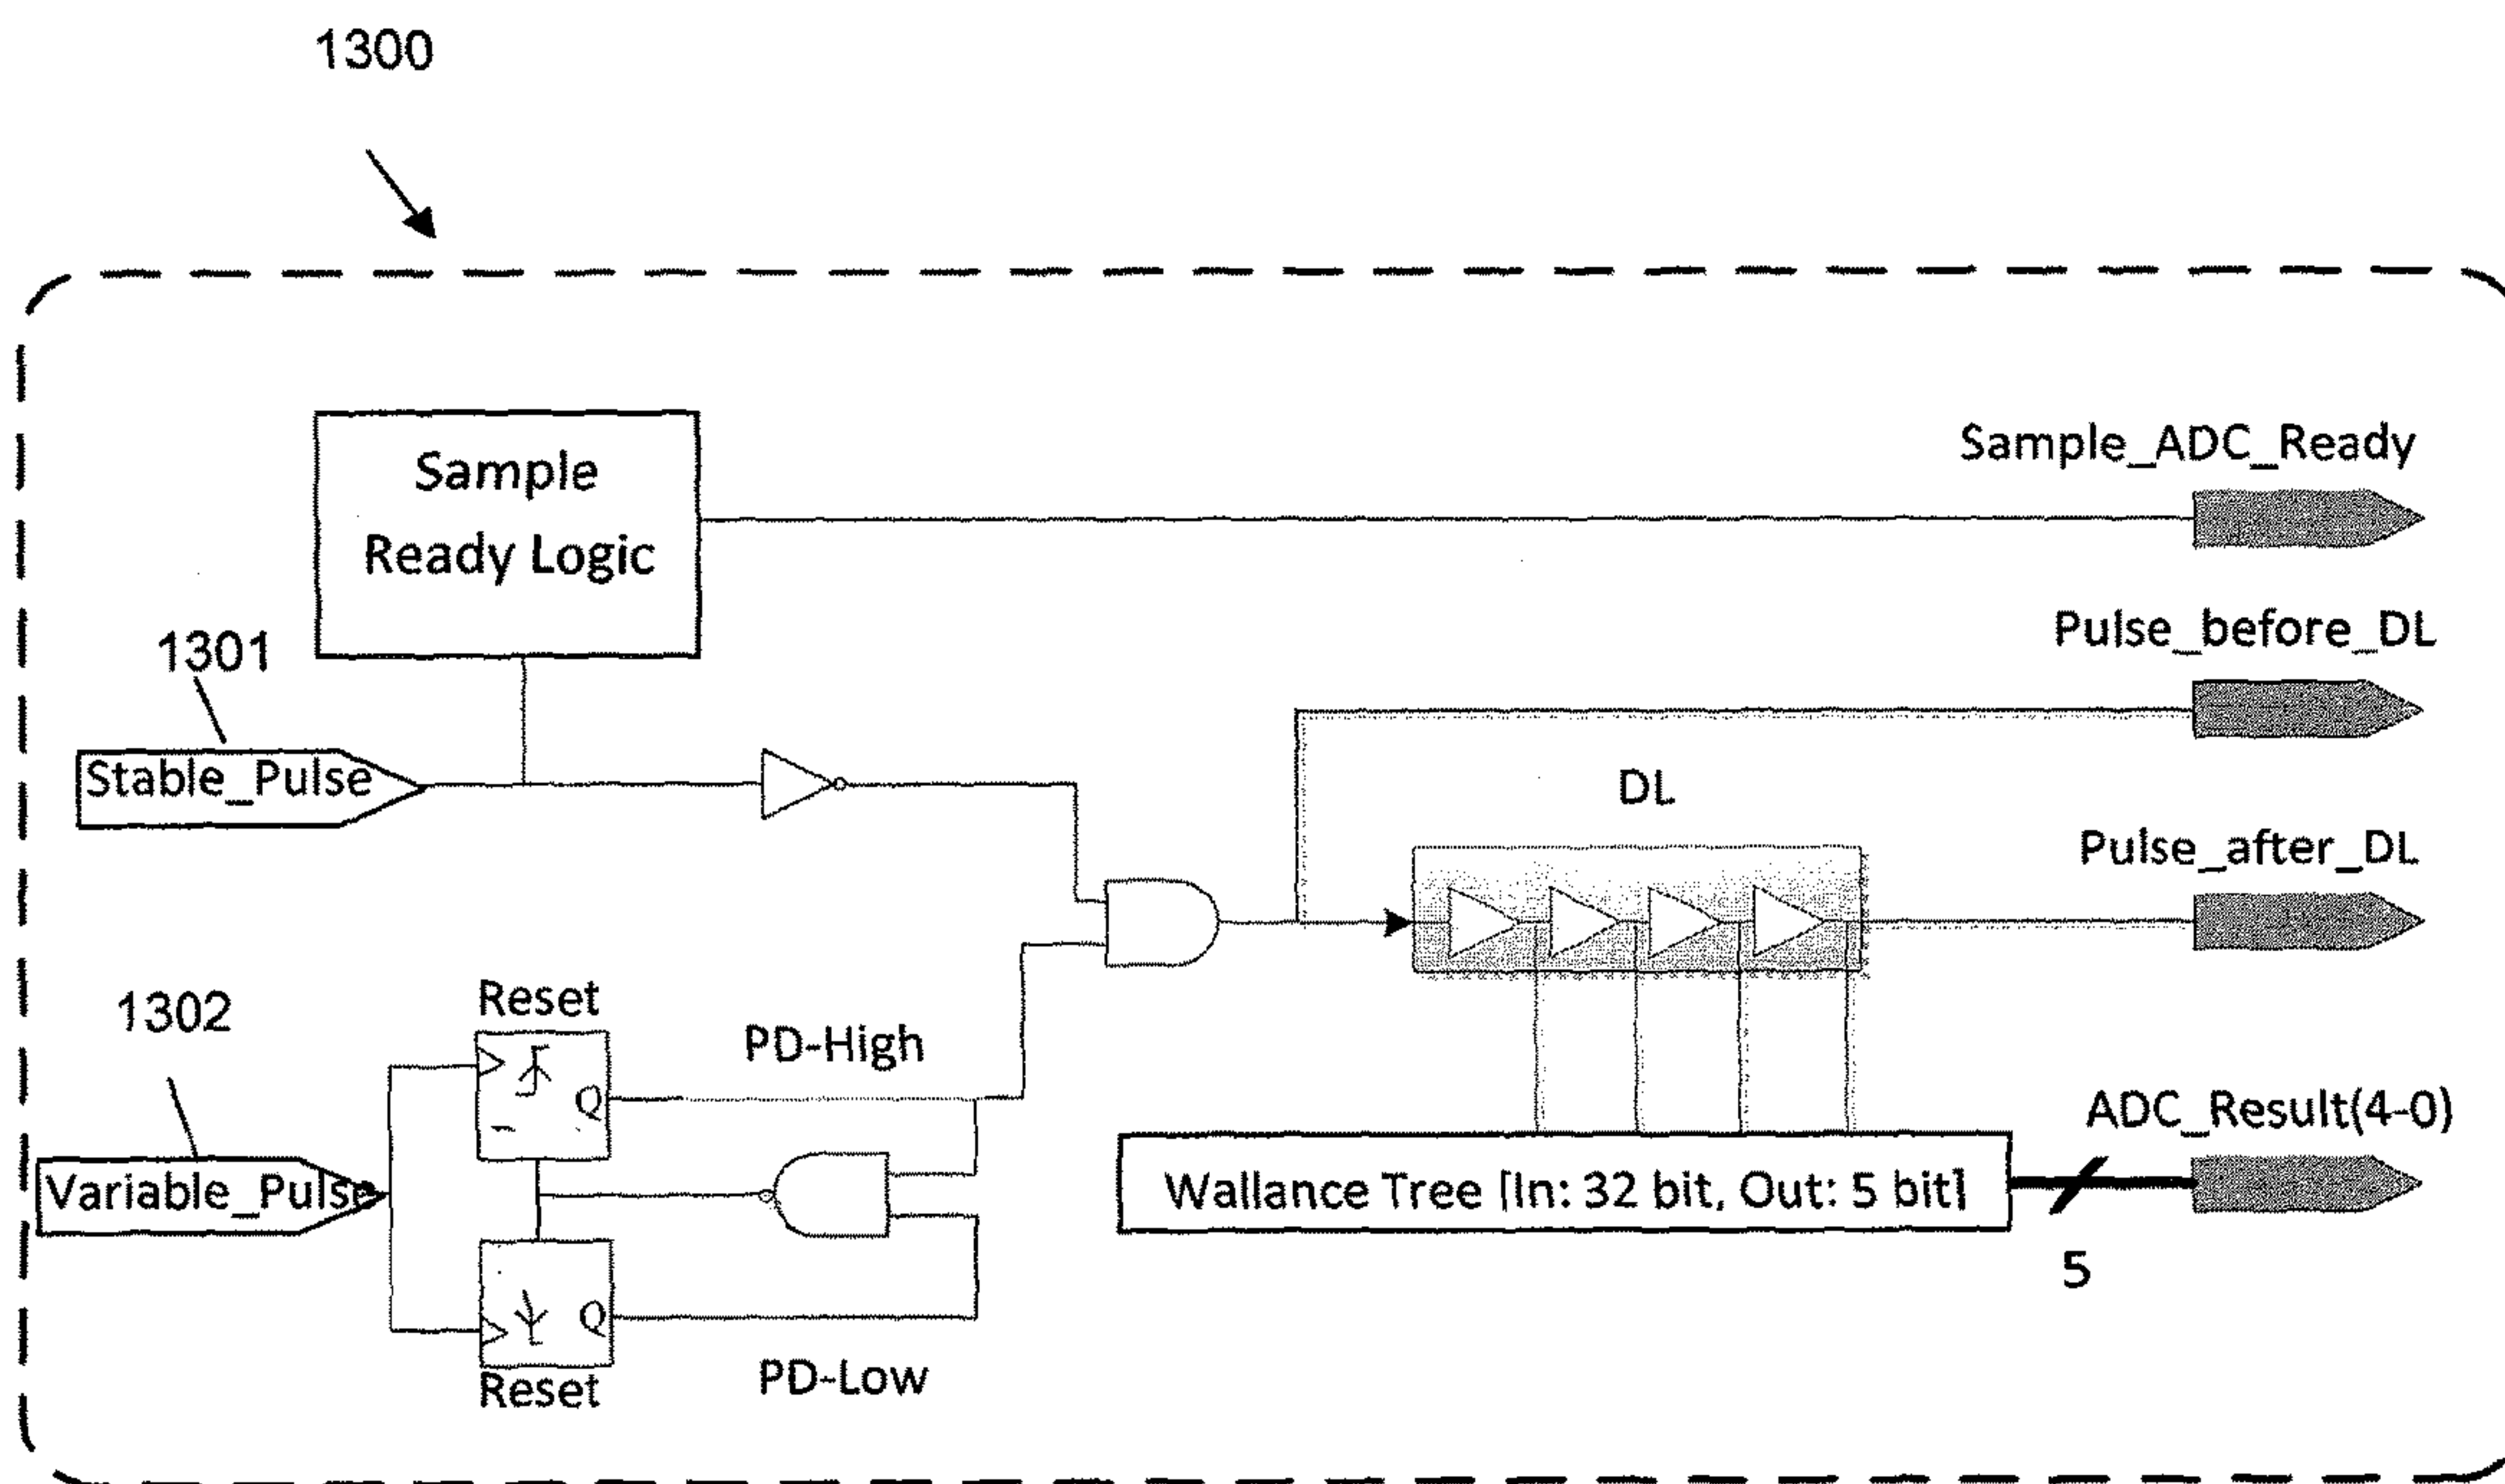 1300
Sample
Ready Logic
Sample_ADC_Ready
Pulse_before_DL
1301
Stable_Pulse
DL
Pulse_after_DL
1302
Reset
PD-High
Q
Variable_Pulse
ADC_Result(4-0)
Wallance Tree [In: 32 bit, Out: 5 bit]
5
Q
Reset
PD-Low